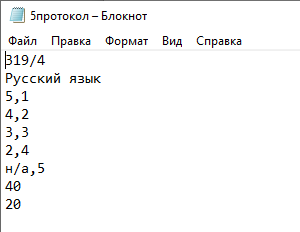 5протокол – Блокнот
Файл Правка Формат Вид Справка
319/4
Русский язык
5,1
4,2
3,3
2,4
н/а,5
40
20